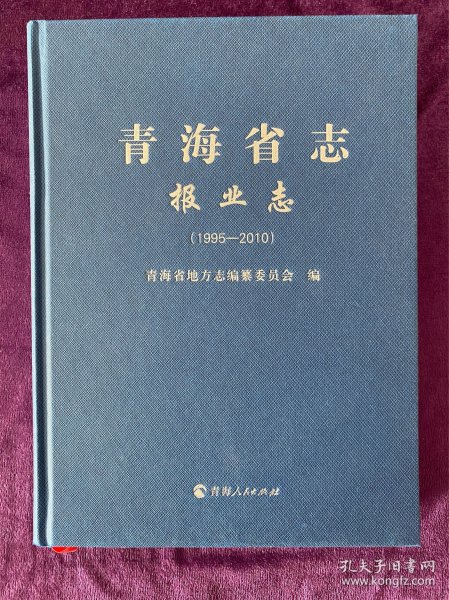 青海省志
报业志
(1995—2010)
青海省地方志编纂委员会 编
青海人民出版社
孔夫子旧书网
www.kongfz.com